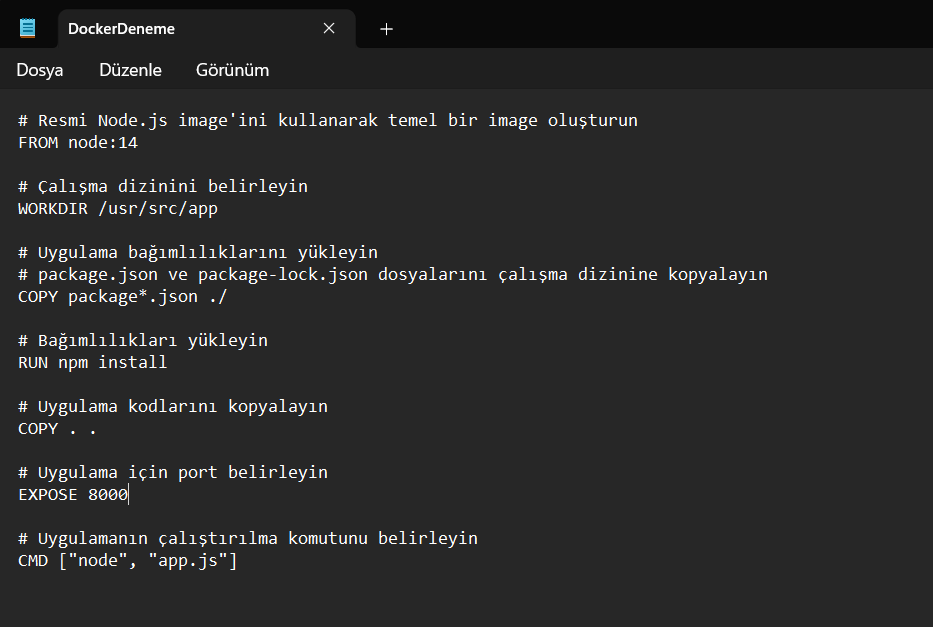 DockerDeneme
Dosya Düzenle Görünüm
# Resmi Node.js image'ini kullanarak temel bir image oluşturun
FROM node:14
# Çalışma dizinini belirleyin
WORKDIR /usr/src/app
# Uygulama bağımlılıklarını yükleyin
# package.json ve package-lock.json dosyalarını çalışma dizinine kopyalayın
COPY package*.json ./
# Bağımlılıkları yükleyin
RUN npm install
# Uygulama kodlarını kopyalayın
COPY . .
# Uygulama için port belirleyin
EXPOSE 8000
# Uygulamanın çalıştırılma komutunu belirleyin
CMD ["node", "app.js"]